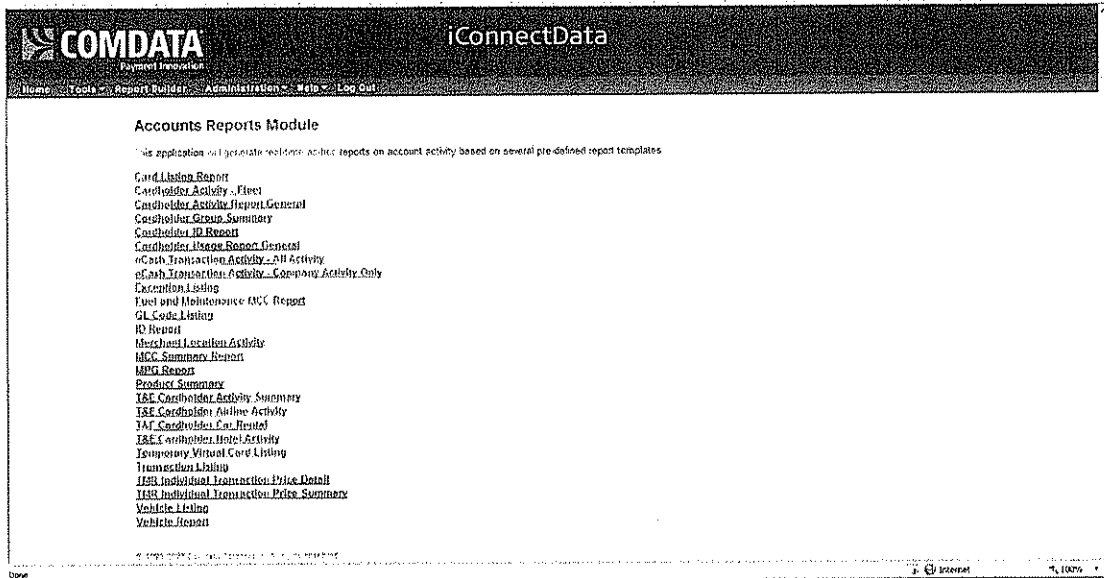 COMDATA
Payment Innovation
iConnectData
Home Tools Report Builder Administration Help Log Out
Accounts Reports Module
This application will generate real-time ad-hoc reports on account activity based on several pre-defined report templates
Card Listing Report
Cardholder Activity - Fleet
Cardholder Activity Report General
Cardholder Group Summary
Cardholder ID Report
Cardholder Usage Report General
eCash Transaction Activity - All Activity
eCash Transaction Activity - Company Activity Only
Exception Listing
Fuel and Maintenance MCC Report
GL Code Listing
ID Report
Merchant Location Activity
MCC Summary Report
MPG Report
Product Summary
T&E Cardholder Activity Summary
T&E Cardholder Airline Activity
T&E Cardholder Car Rental
T&E Cardholder Hotel Activity
Temporary Virtual Card Listing
Transaction Listing
TMR Individual Transaction Price Detail
TMR Individual Transaction Price Summary
Vehicle Listing
Vehicle Report
Done
Internet
100%